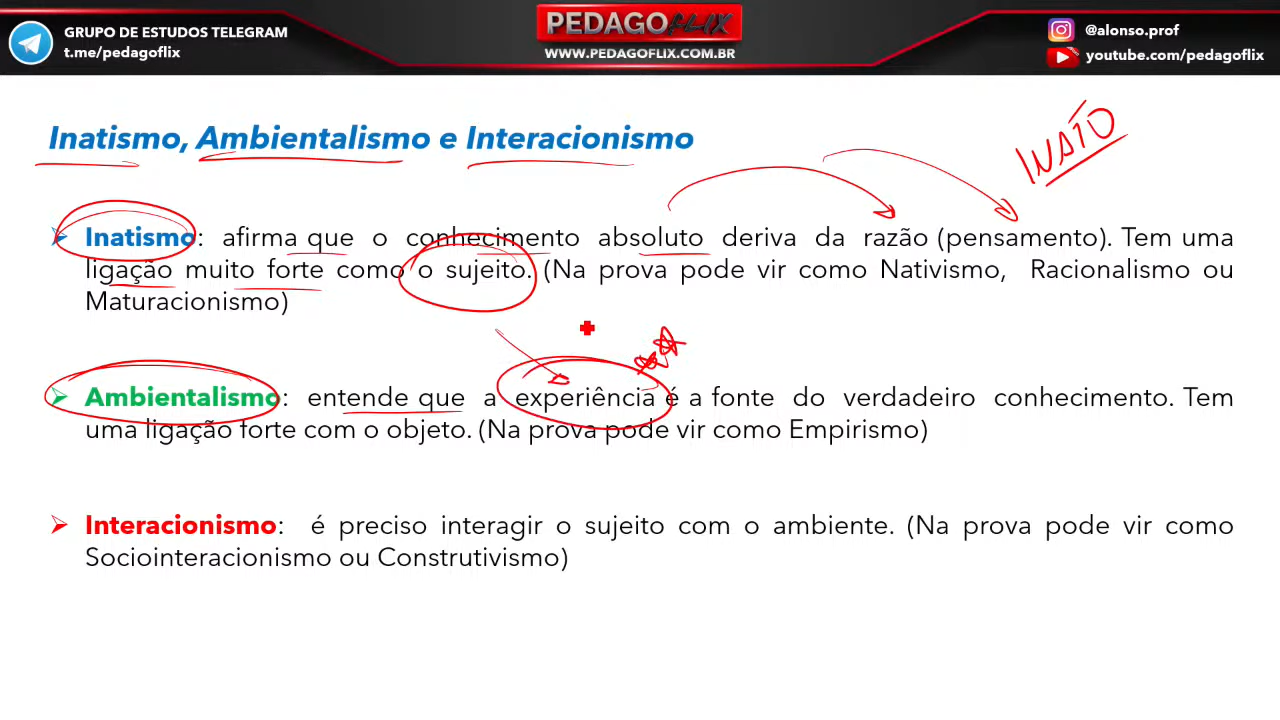 GRUPO DE ESTUDOS TELEGRAM
t.me/pedagoflix
PEDAGOFLIX
WWW.PEDAGOFLIX.COM.BR
@alonso.prof
youtube.com/pedagoflix
Inatismo, Ambientalismo e Interacionismo
INATO
Inatismo: afirma que o conhecimento absoluto deriva da razão (pensamento). Tem uma
ligação muito forte como o sujeito. (Na prova pode vir como Nativismo, Racionalismo ou
Maturacionismo)
Ambientalismo: entende que a experiência é a fonte do verdadeiro conhecimento. Tem
uma ligação forte com o objeto. (Na prova pode vir como Empirismo)
Interacionismo: é preciso interagir o sujeito com o ambiente. (Na prova pode vir como
Sociointeracionismo ou Construtivismo)